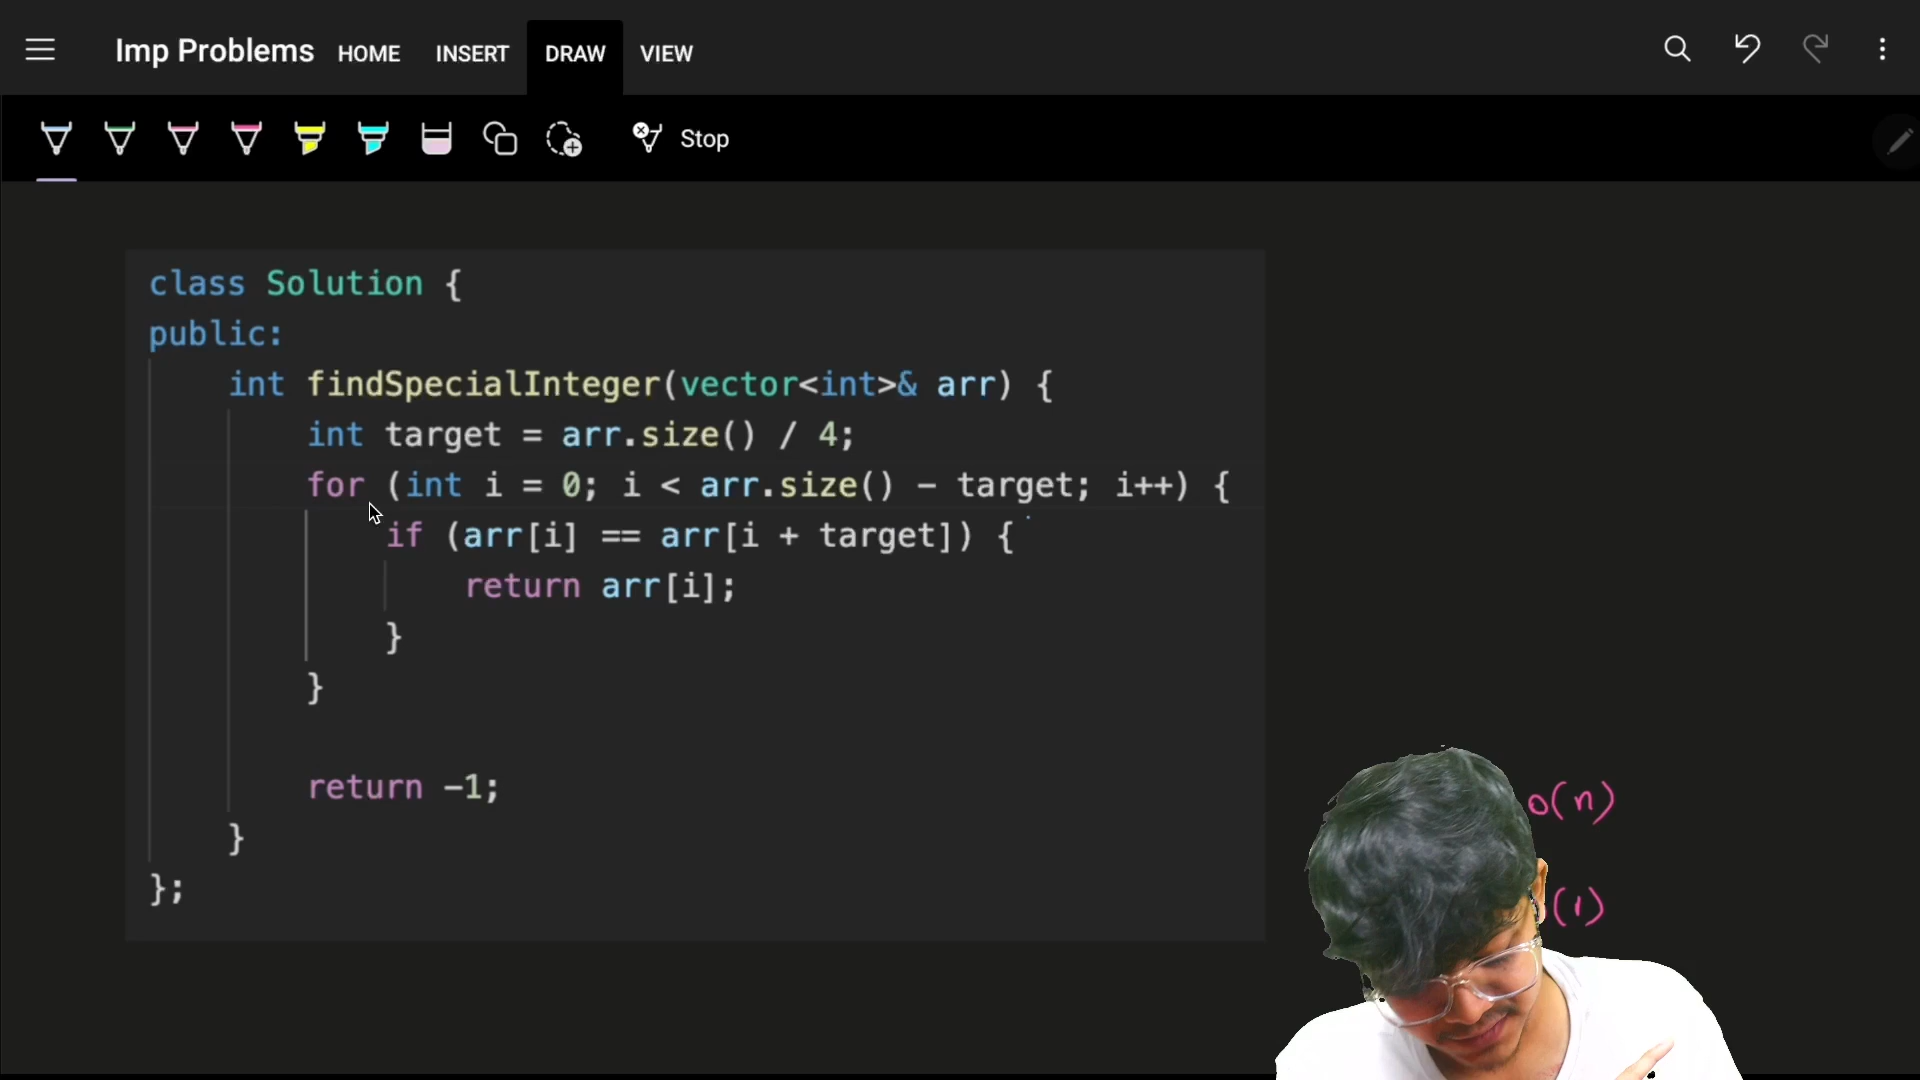 Imp Problems HOME INSERT DRAW VIEW
Stop
class Solution {
public:
int findSpecialInteger(vector<int>& arr) {
int target = arr.size() / 4;
for (int i = 0; i < arr.size() - target; i++) {
if (arr[i] == arr[i + target]) {
return arr[i];
}
}
return -1;
}
};
o(n)
(1)